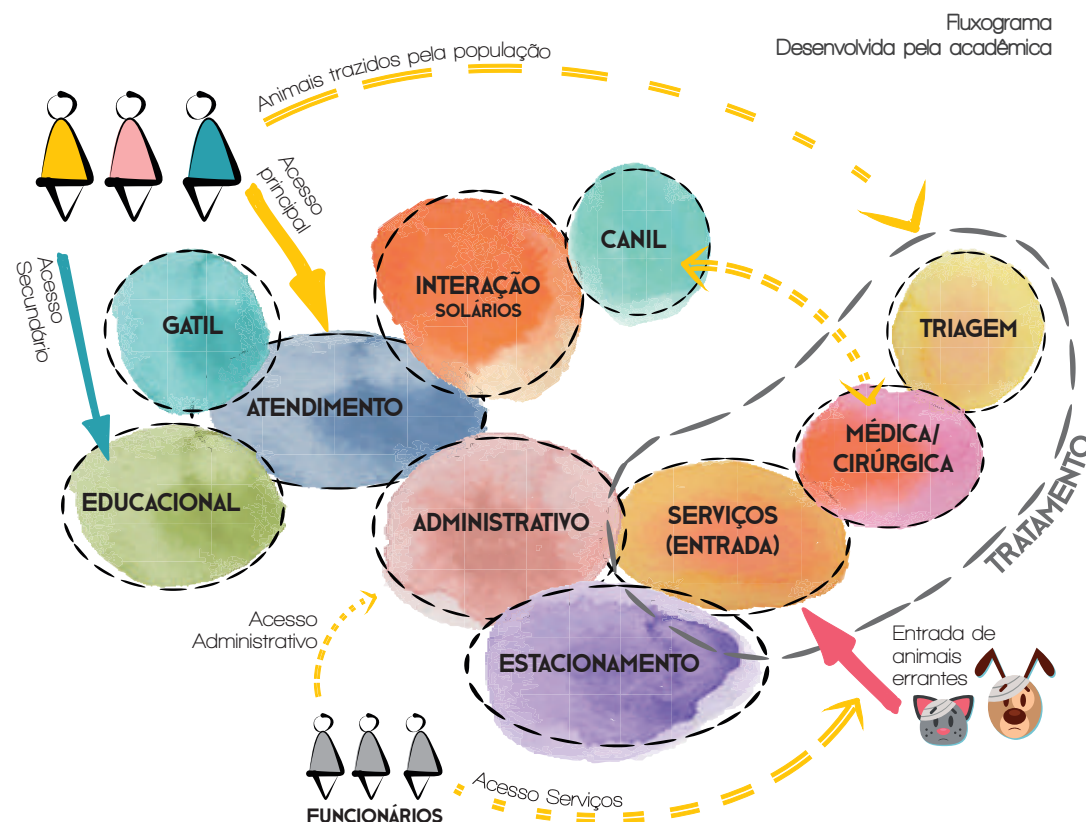 Fluxograma
Desenvolvida pela acadêmica
Animais trazidos pela população
Acesso
principal
Acesso
Secundário
CANIL
INTERAÇÃO
SOLÁRIOS
GATIL
TRIAGEM
ATENDIMENTO
MÉDICA/
CIRÚRGICA
EDUCACIONAL
ADMINISTRATIVO
SERVIÇOS
(ENTRADA)
TRATAMENTO
Acesso
Administrativo
ESTACIONAMENTO
Entrada de
animais
errantes
Acesso Serviços
FUNCIONÁRIOS